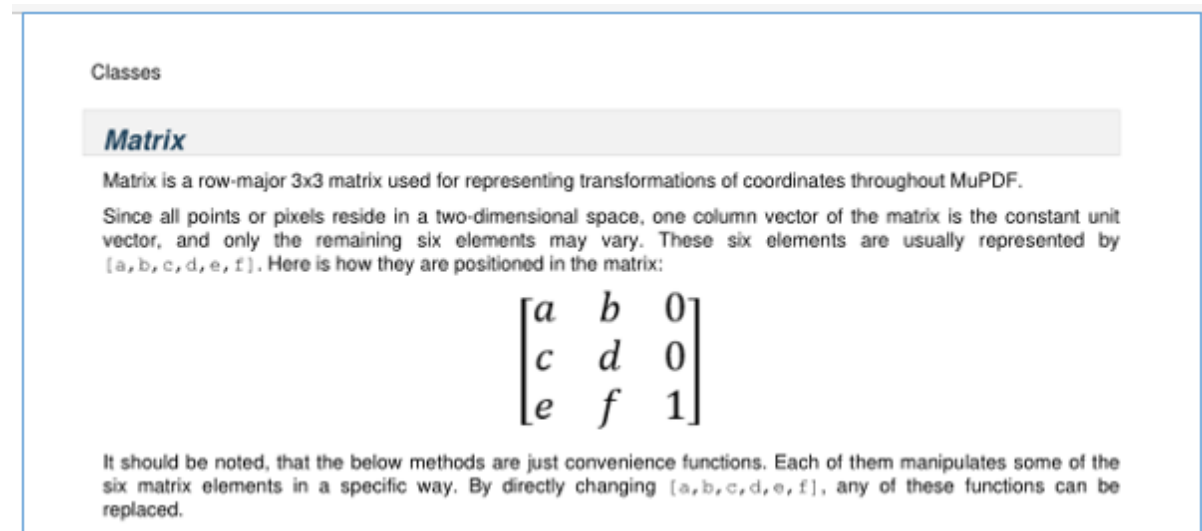 Classes
Matrix
Matrix is a row-major 3x3 matrix used for representing transformations of coordinates throughout MuPDF.
Since all points or pixels reside in a two-dimensional space, one column vector of the matrix is the constant unit
vector, and only the remaining six elements may vary. These six elements are usually represented by
[a,b,c,d,e,f]. Here is how they are positioned in the matrix:
[a b 0
c d 0
e f 1]
It should be noted, that the below methods are just convenience functions. Each of them manipulates some of the
six matrix elements in a specific way. By directly changing [a,b,c,d,e,f], any of these functions can be
replaced.